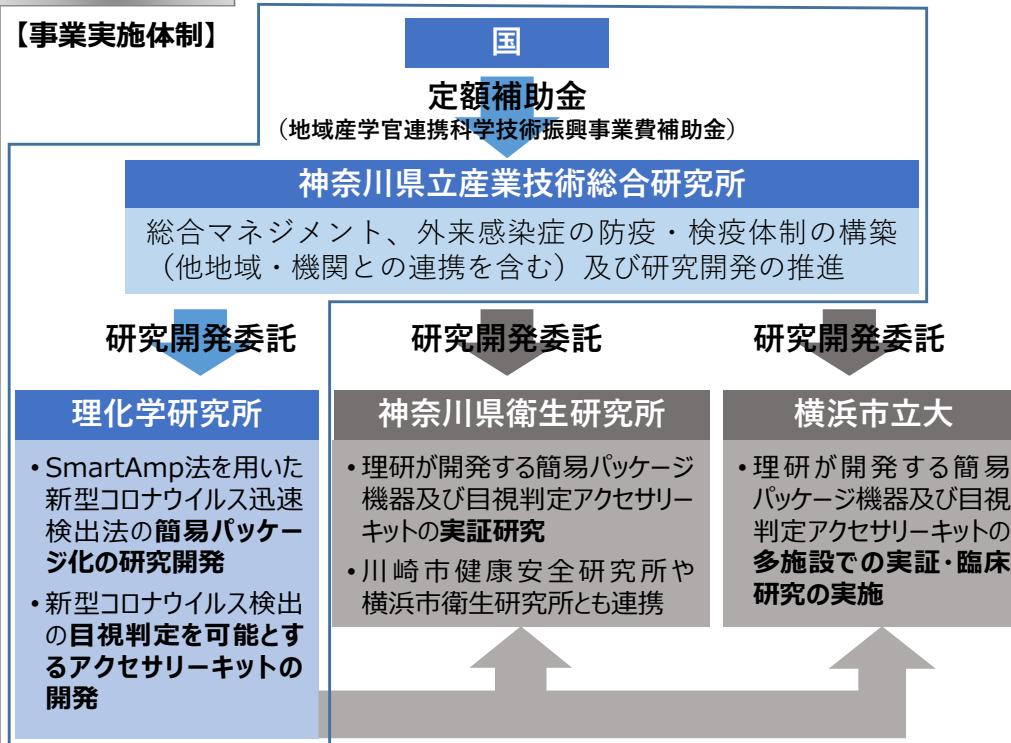 【事業実施体制】
国
定額補助金
（地域産学官連携科学技術振興事業費補助金）
神奈川県立産業技術総合研究所
総合マネジメント、外来感染症の防疫・検疫体制の構築
（他地域・機関との連携を含む）及び研究開発の推進
研究開発委託
研究開発委託
研究開発委託
理化学研究所
・SmartAmp法を用いた
新型コロナウイルス迅速
検出法の簡易パッケー
ジ化の研究開発
・新型コロナウイルス検出
の目視判定を可能とす
るアクセサリーキットの
開発
神奈川県衛生研究所
・理研が開発する簡易パッケージ
機器及び目視判定アクセサリー
キットの実証研究
・川崎市健康安全研究所や
横浜市衛生研究所とも連携
横浜市立大
・理研が開発する簡易
パッケージ機器及び目視
判定アクセサリーキットの
多施設での実証・臨床
研究の実施